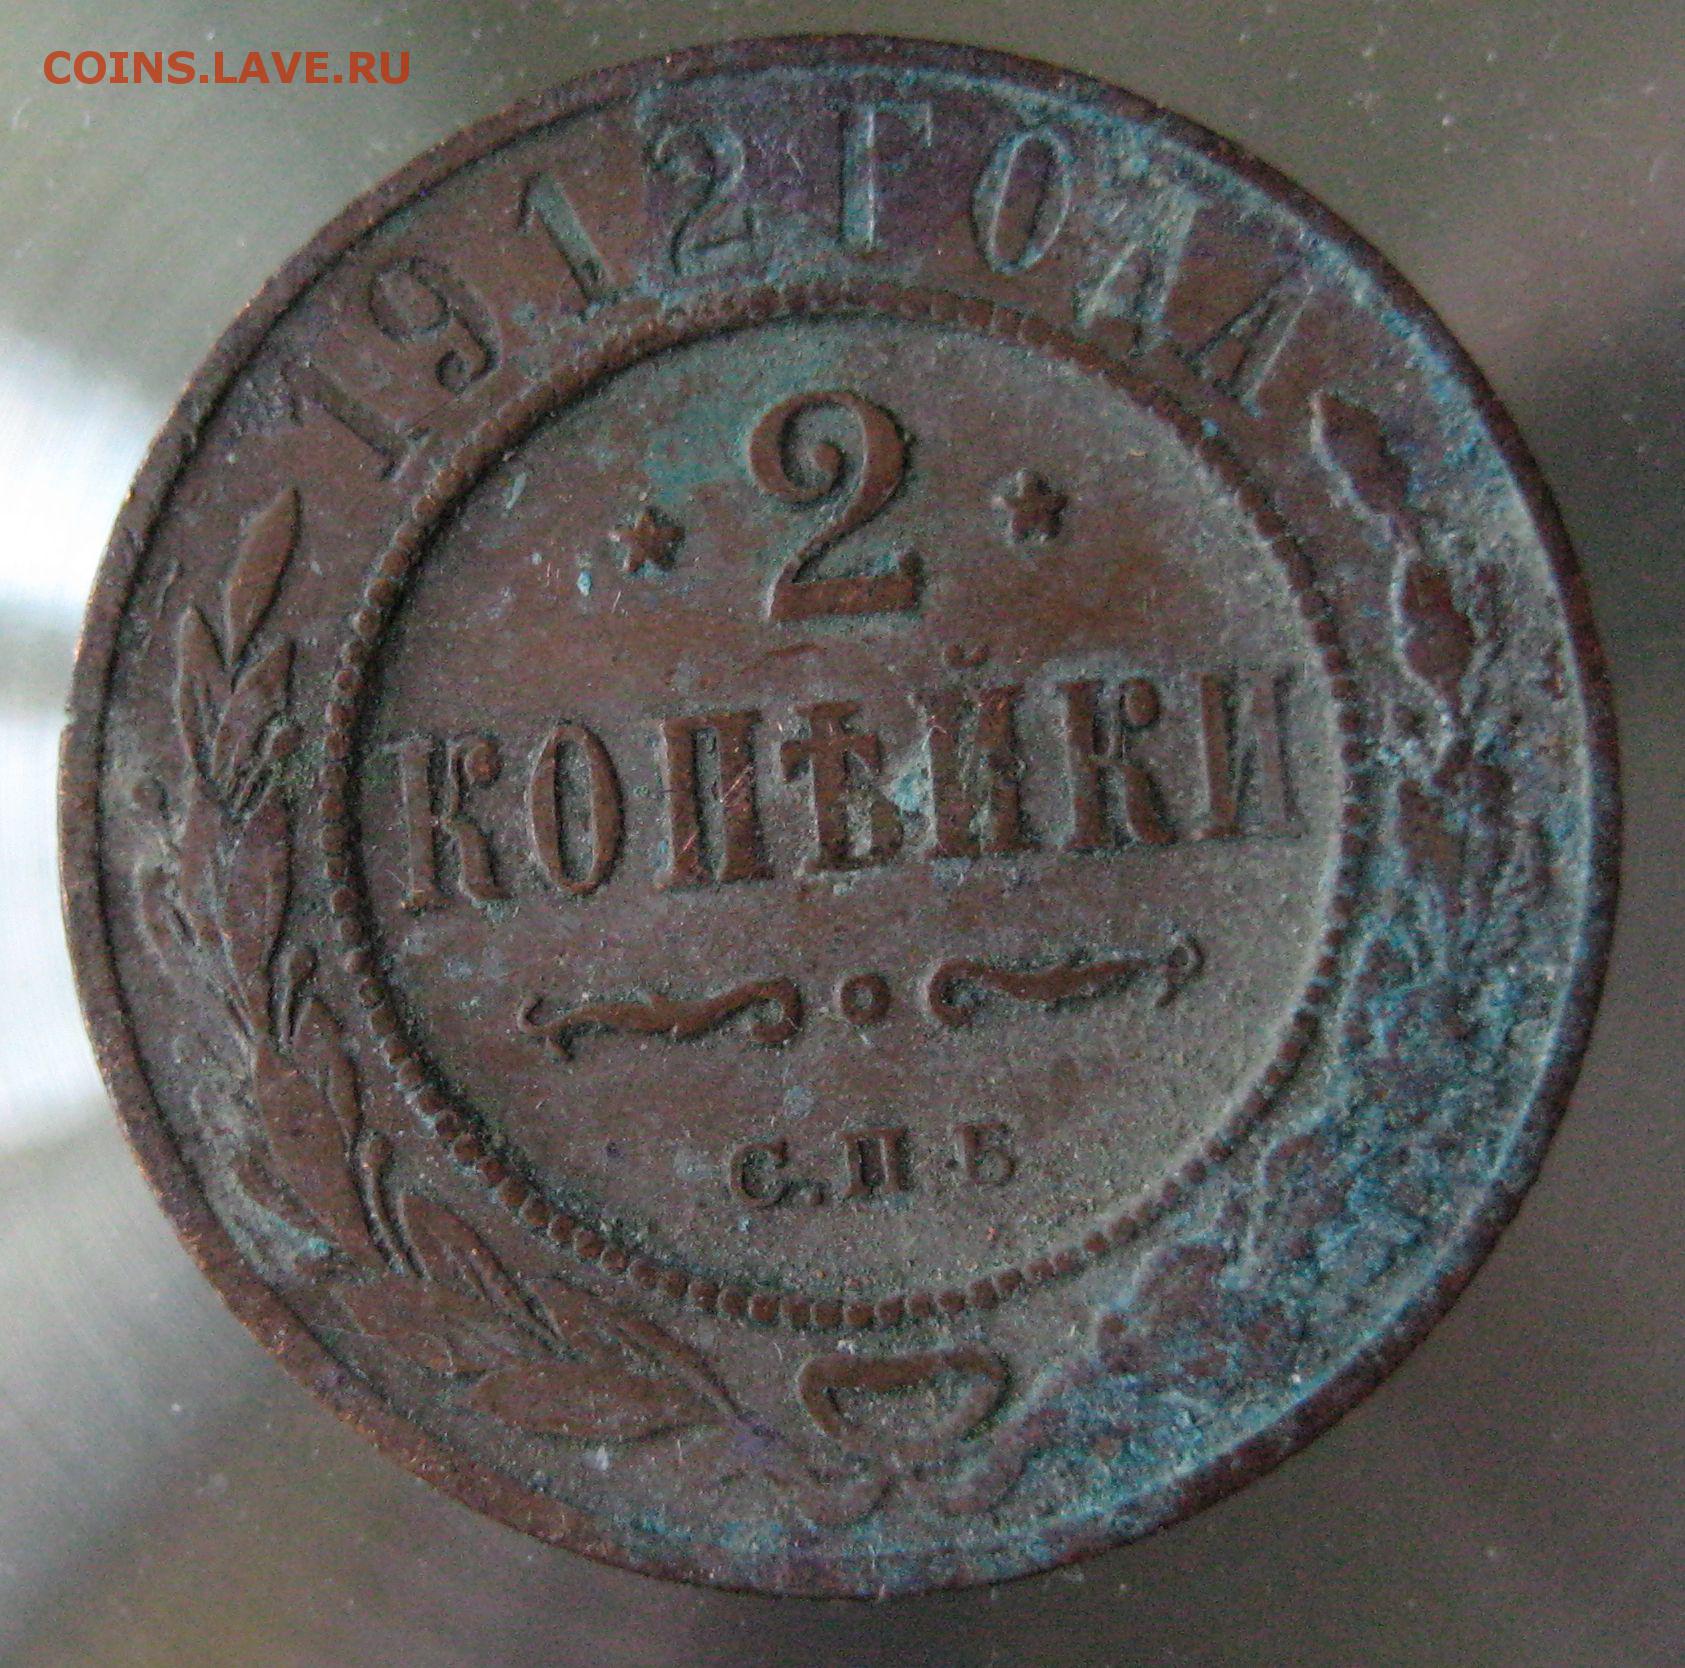 COINS.LAVE.RU
1912 ГОДА
2
КОПѢЙКИ
С.П.Б